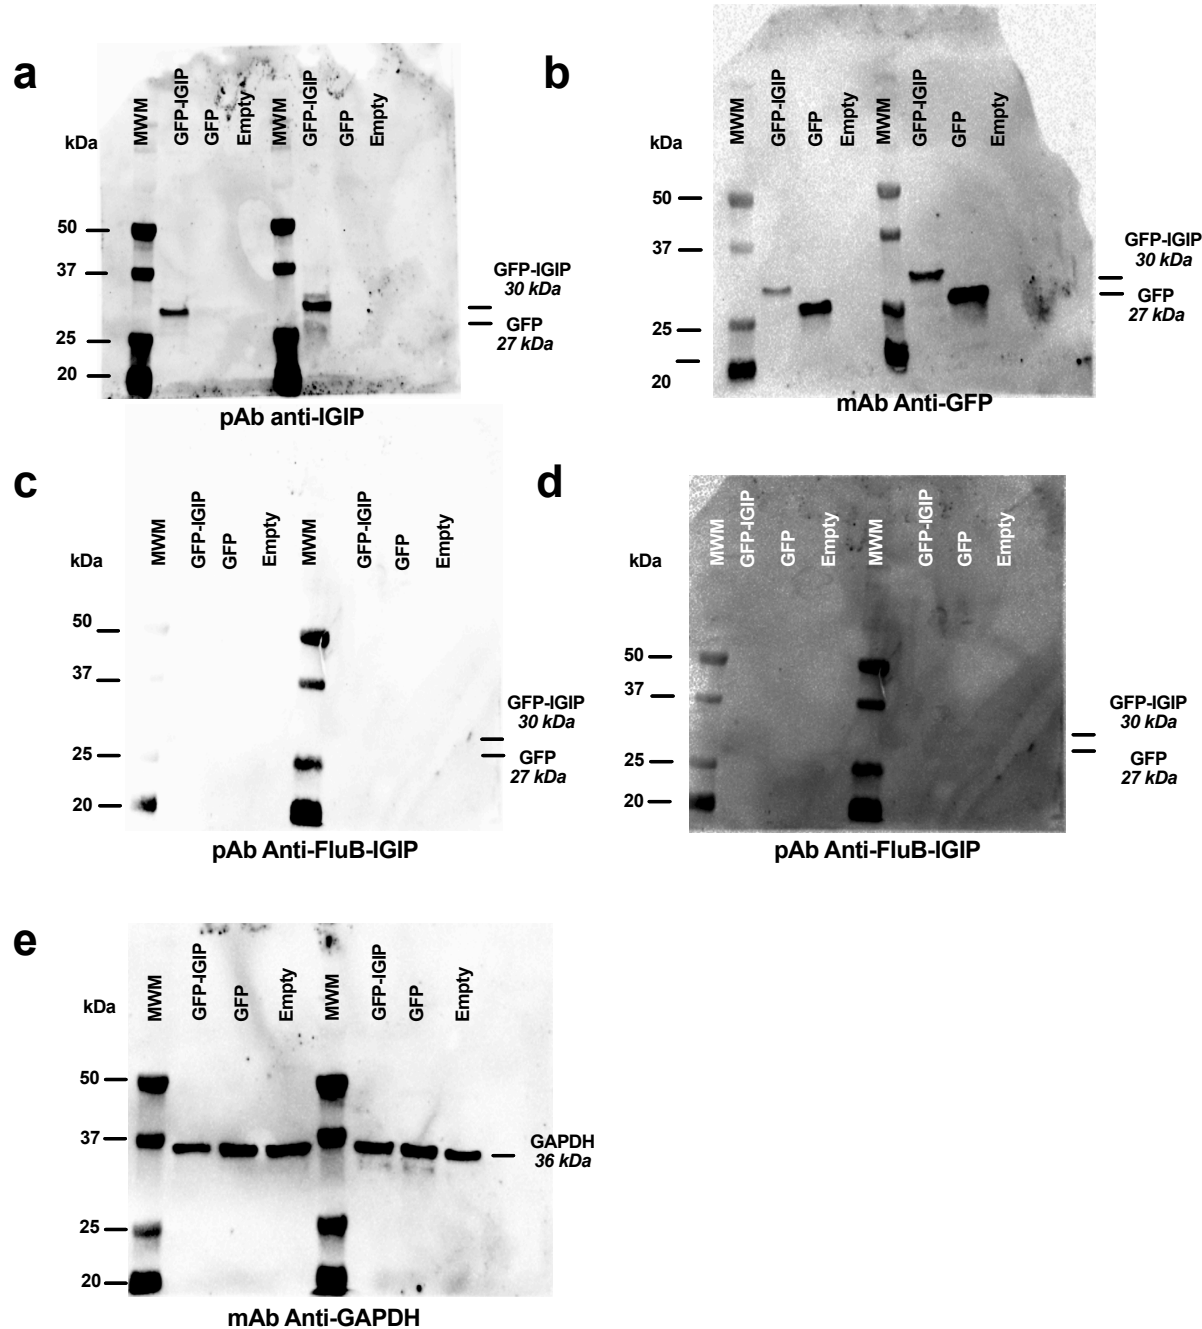 a
kDa
MWM
GFP-IGIP
GFP
Empty
MWM
GFP-IGIP
GFP
Empty
50
37
25
20
GFP-IGIP
30 kDa
GFP
27 kDa
pAb anti-IGIP
b
kDa
MWM
GFP-IGIP
GFP
Empty
MWM
GFP-IGIP
GFP
Empty
50
37
25
20
GFP-IGIP
30 kDa
GFP
27 kDa
mAb Anti-GFP
c
kDa
MWM
GFP-IGIP
GFP
Empty
MWM
GFP-IGIP
GFP
Empty
50
37
25
20
GFP-IGIP
30 kDa
GFP
27 kDa
pAb Anti-FluB-IGIP
d
kDa
MWM
GFP-IGIP
GFP
Empty
MWM
GFP-IGIP
GFP
Empty
50
37
25
20
GFP-IGIP
30 kDa
GFP
27 kDa
pAb Anti-FluB-IGIP
e
kDa
MWM
GFP-IGIP
GFP
Empty
MWM
GFP-IGIP
GFP
Empty
50
37
25
20
GAPDH
36 kDa
mAb Anti-GAPDH